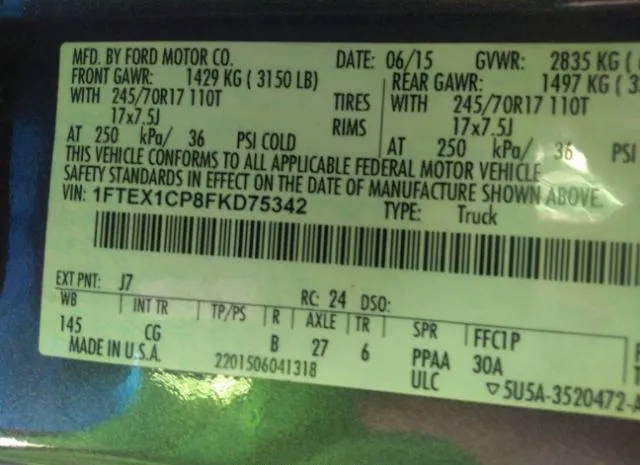 MFD. BY FORD MOTOR CO. DATE: 06/15 GVWR: 2835 KG (
FRONT GAWR: 1429 KG ( 3150 LB) REAR GAWR: 1497 KG ( 3
WITH 245/70R17 110T TIRES WITH 245/70R17 110T
17x7.5J RIMS 17x7.5J
AT 250 kPa/ 36 PSI COLD AT 250 kPa/ 36 PSI
THIS VEHICLE CONFORMS TO ALL APPLICABLE FEDERAL MOTOR VEHICLE
SAFETY STANDARDS IN EFFECT ON THE DATE OF MANUFACTURE SHOWN ABOVE.
VIN: 1FTEX1CP8FKD75342 TYPE: Truck
EXT PNT: J7 RC: 24 DSO:
WB INT TR TP/PS R AXLE TR SPR FFC1P
145 CG B 27 6 PPAA 30A
MADE IN U.S.A. 2201506041318 ULC ▽5U5A-3520472-A